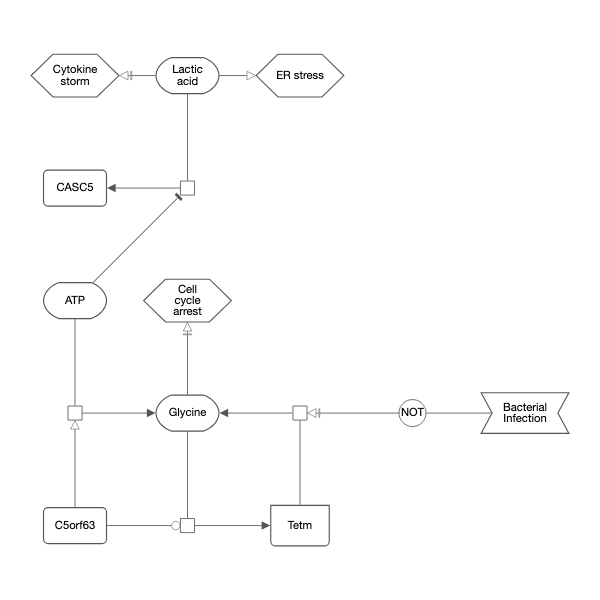 Cytokine
storm
Lactic
acid
ER stress
CASC5
ATP
Cell
cycle
arrest
Glycine
NOT
Bacterial
Infection
C5orf63
Tetm